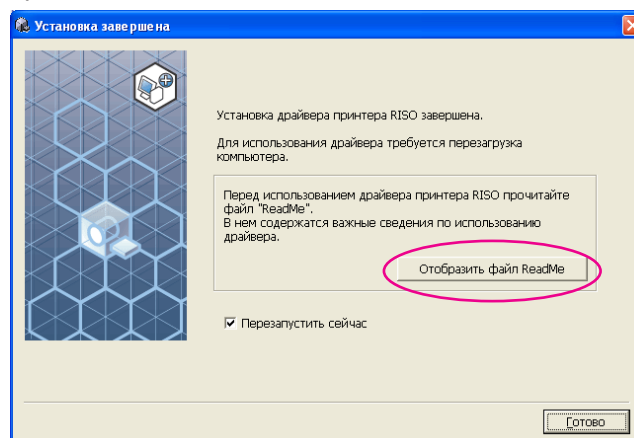 Установка завершена
Установка драйвера принтера RISO завершена.
Для использования драйвера требуется перезагрузка
компьютера.
Перед использованием драйвера принтера RISO прочитайте
файл "ReadMe".
В нем содержатся важные сведения по использованию
драйвера.
Отобразить файл ReadMe
Перезапустить сейчас
Готово